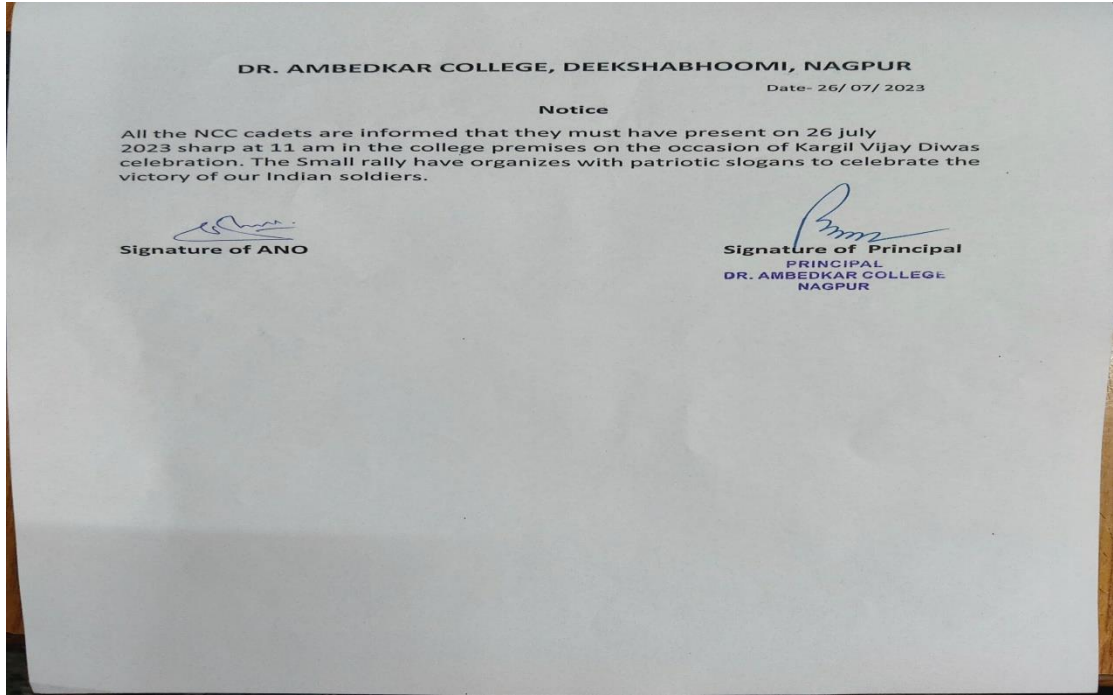 DR. AMBEDKAR COLLEGE, DEEKSHABHOOMI, NAGPUR
Date- 26/ 07/ 2023
Notice
All the NCC cadets are informed that they must have present on 26 july
2023 sharp at 11 am in the college premises on the occasion of Kargil Vijay Diwas
celebration. The Small rally have organizes with patriotic slogans to celebrate the
victory of our Indian soldiers.
Signature of ANO
Signature of Principal
PRINCIPAL
DR. AMBEDKAR COLLEGE
NAGPUR